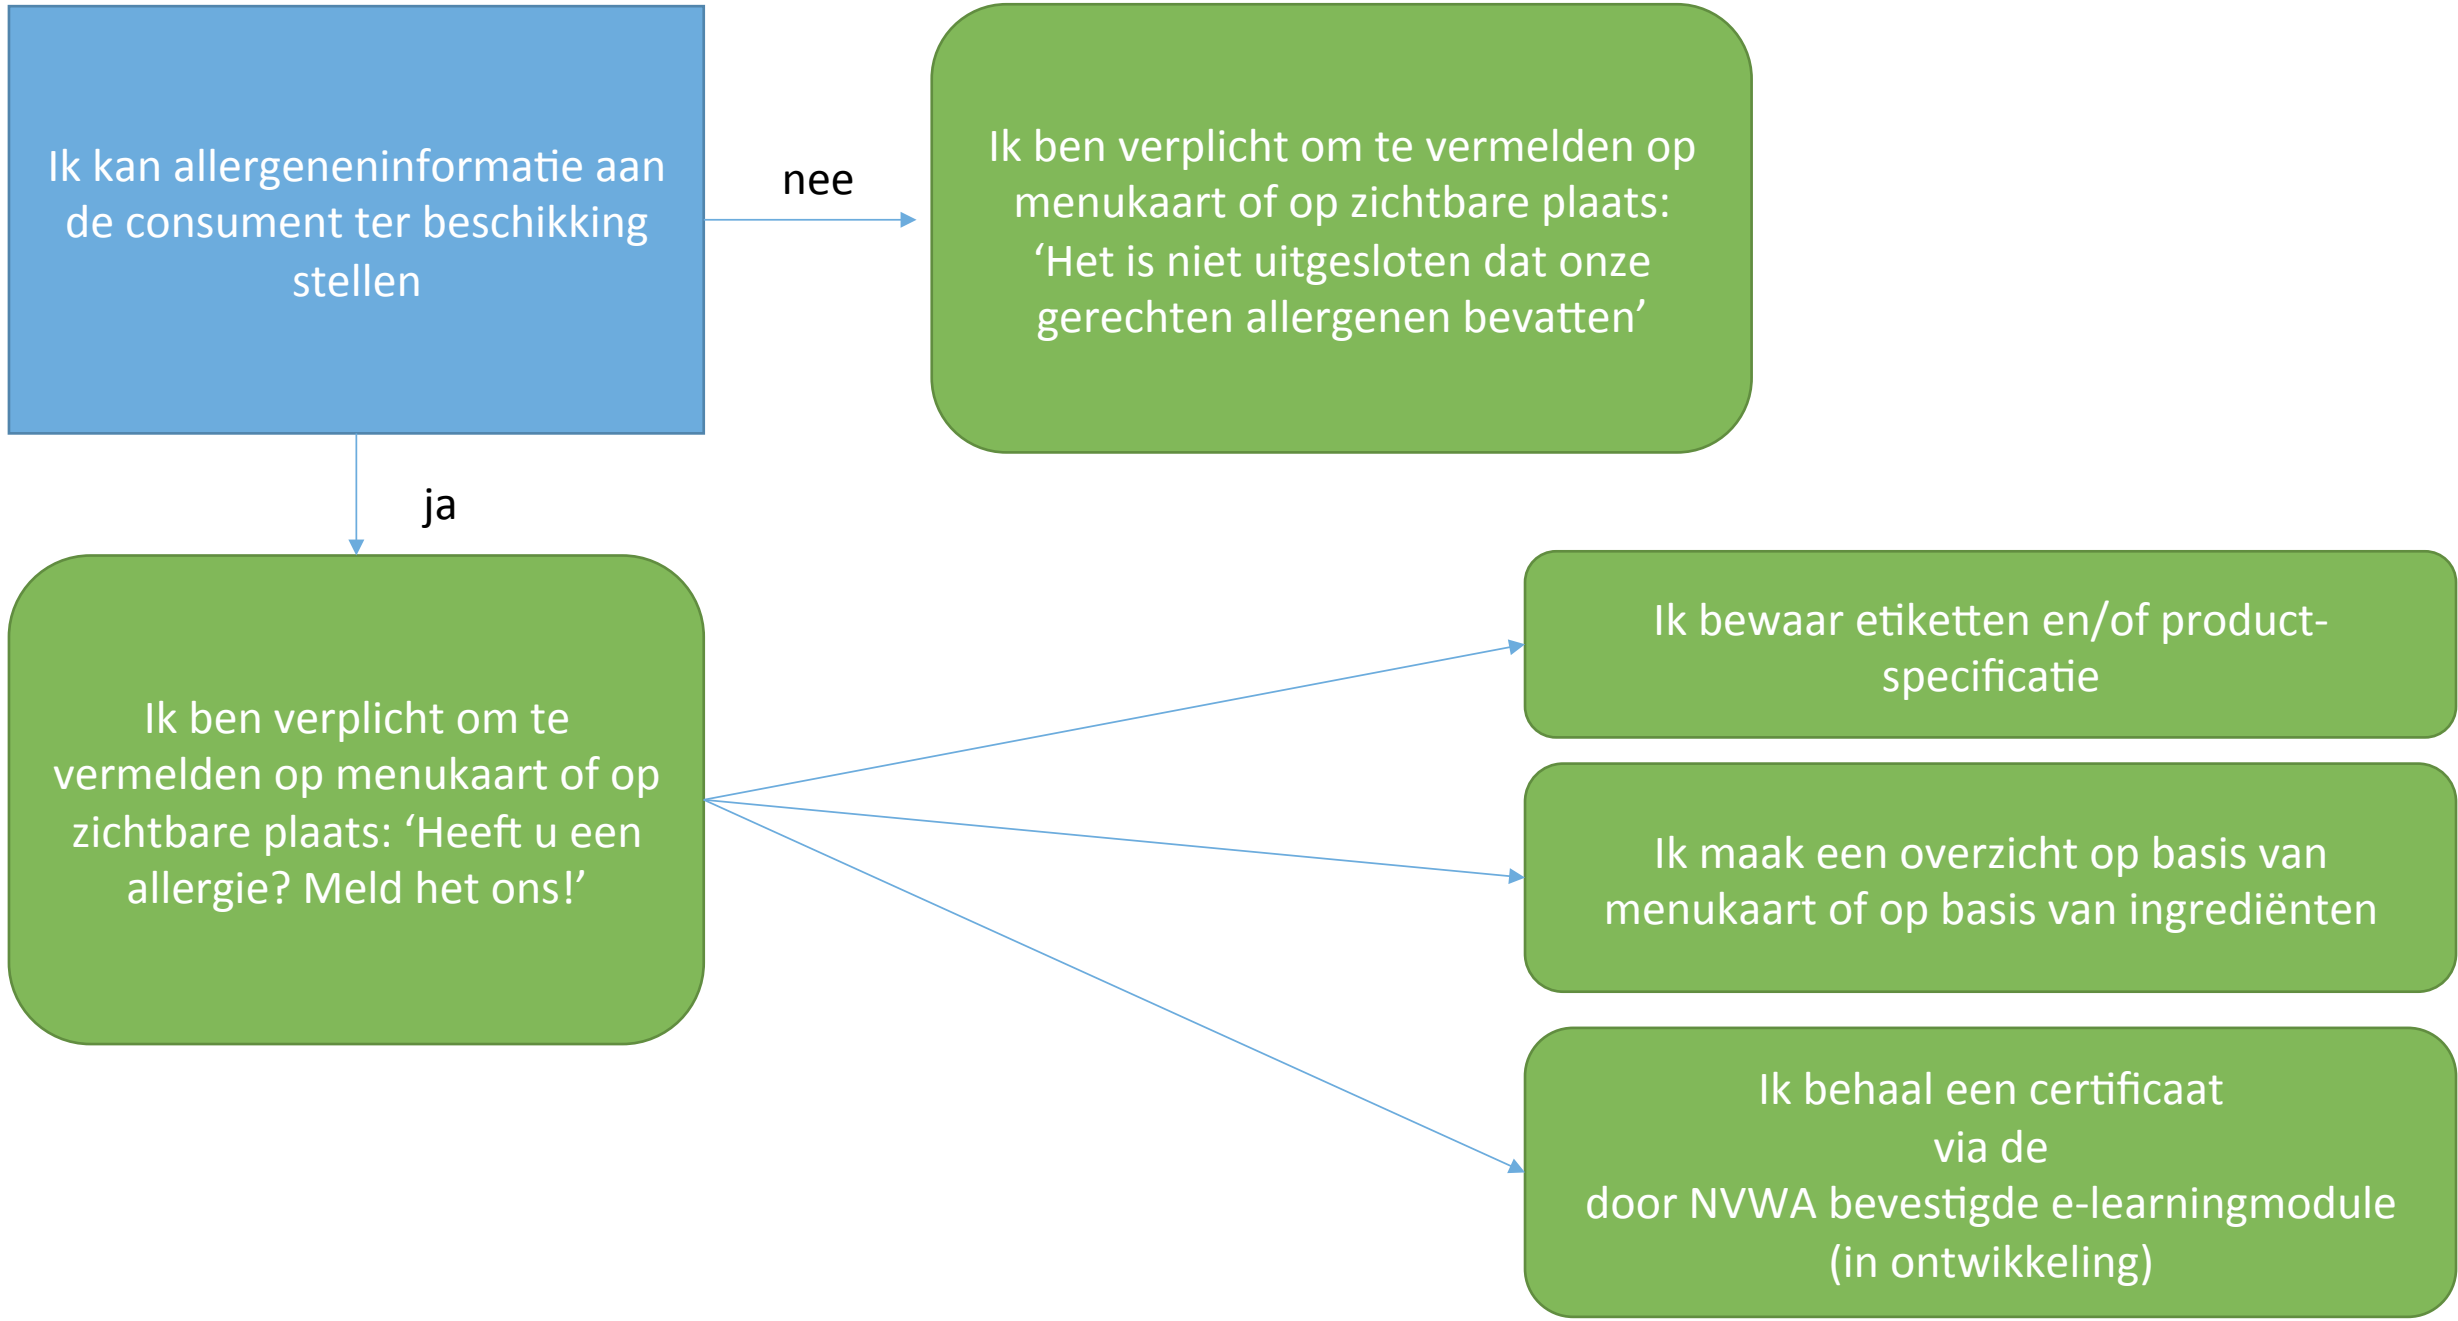 Ik kan allergeneninformatie aan
de consument ter beschikking
stellen
nee
Ik ben verplicht om te vermelden op
menukaart of op zichtbare plaats:
‘Het is niet uitgesloten dat onze
gerechten allergenen bevatten’
ja
Ik ben verplicht om te
vermelden op menukaart of op
zichtbare plaats: ‘Heeft u een
allergie? Meld het ons!’
Ik bewaar etiketten en/of product-
specificatie
Ik maak een overzicht op basis van
menukaart of op basis van ingrediënten
Ik behaal een certificaat
via de
door NVWA bevestigde e-learningmodule
(in ontwikkeling)